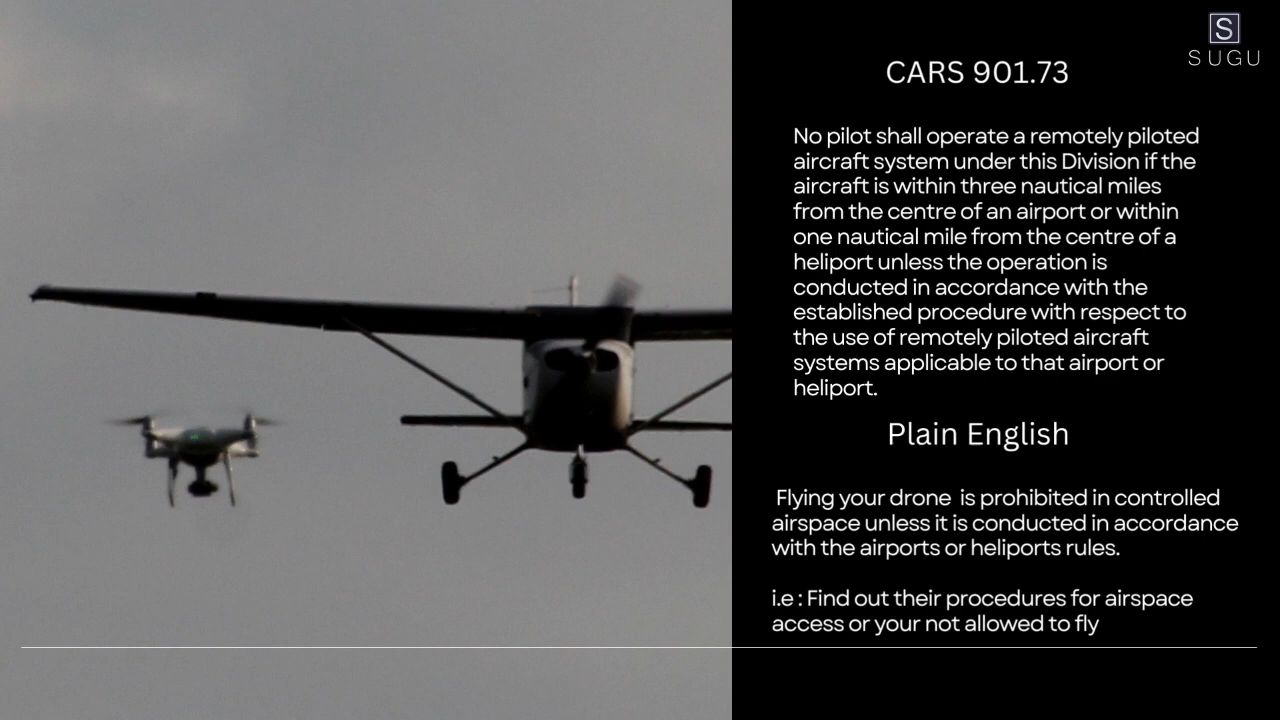 S
SUGU
CARS 901.73
No pilot shall operate a remotely piloted
aircraft system under this Division if the
aircraft is within three nautical miles
from the centre of an airport or within
one nautical mile from the centre of a
heliport unless the operation is
conducted in accordance with the
established procedure with respect to
the use of remotely piloted aircraft
systems applicable to that airport or
heliport.
Plain English
Flying your drone is prohibited in controlled
airspace unless it is conducted in accordance
with the airports or heliports rules.
i.e : Find out their procedures for airspace
access or your not allowed to fly